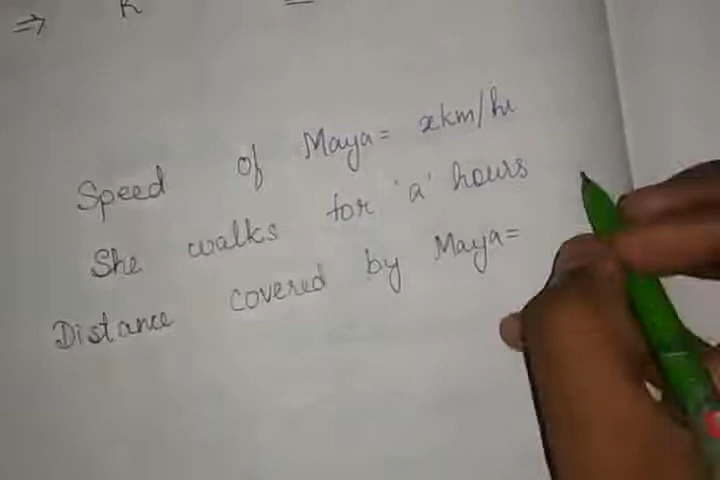 ⇒ k =
Speed of Maya= xkm/hr
She walks for 'a' hours
Distance covered by Maya=